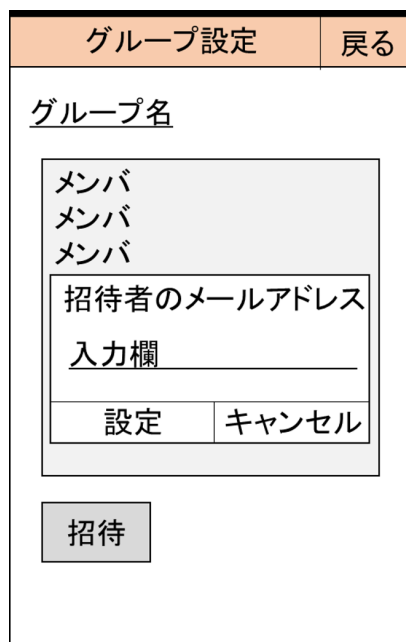 グループ設定 戻る
グループ名
メンバ
メンバ
メンバ
招待者のメールアドレス
入力欄
設定 キャンセル
招待